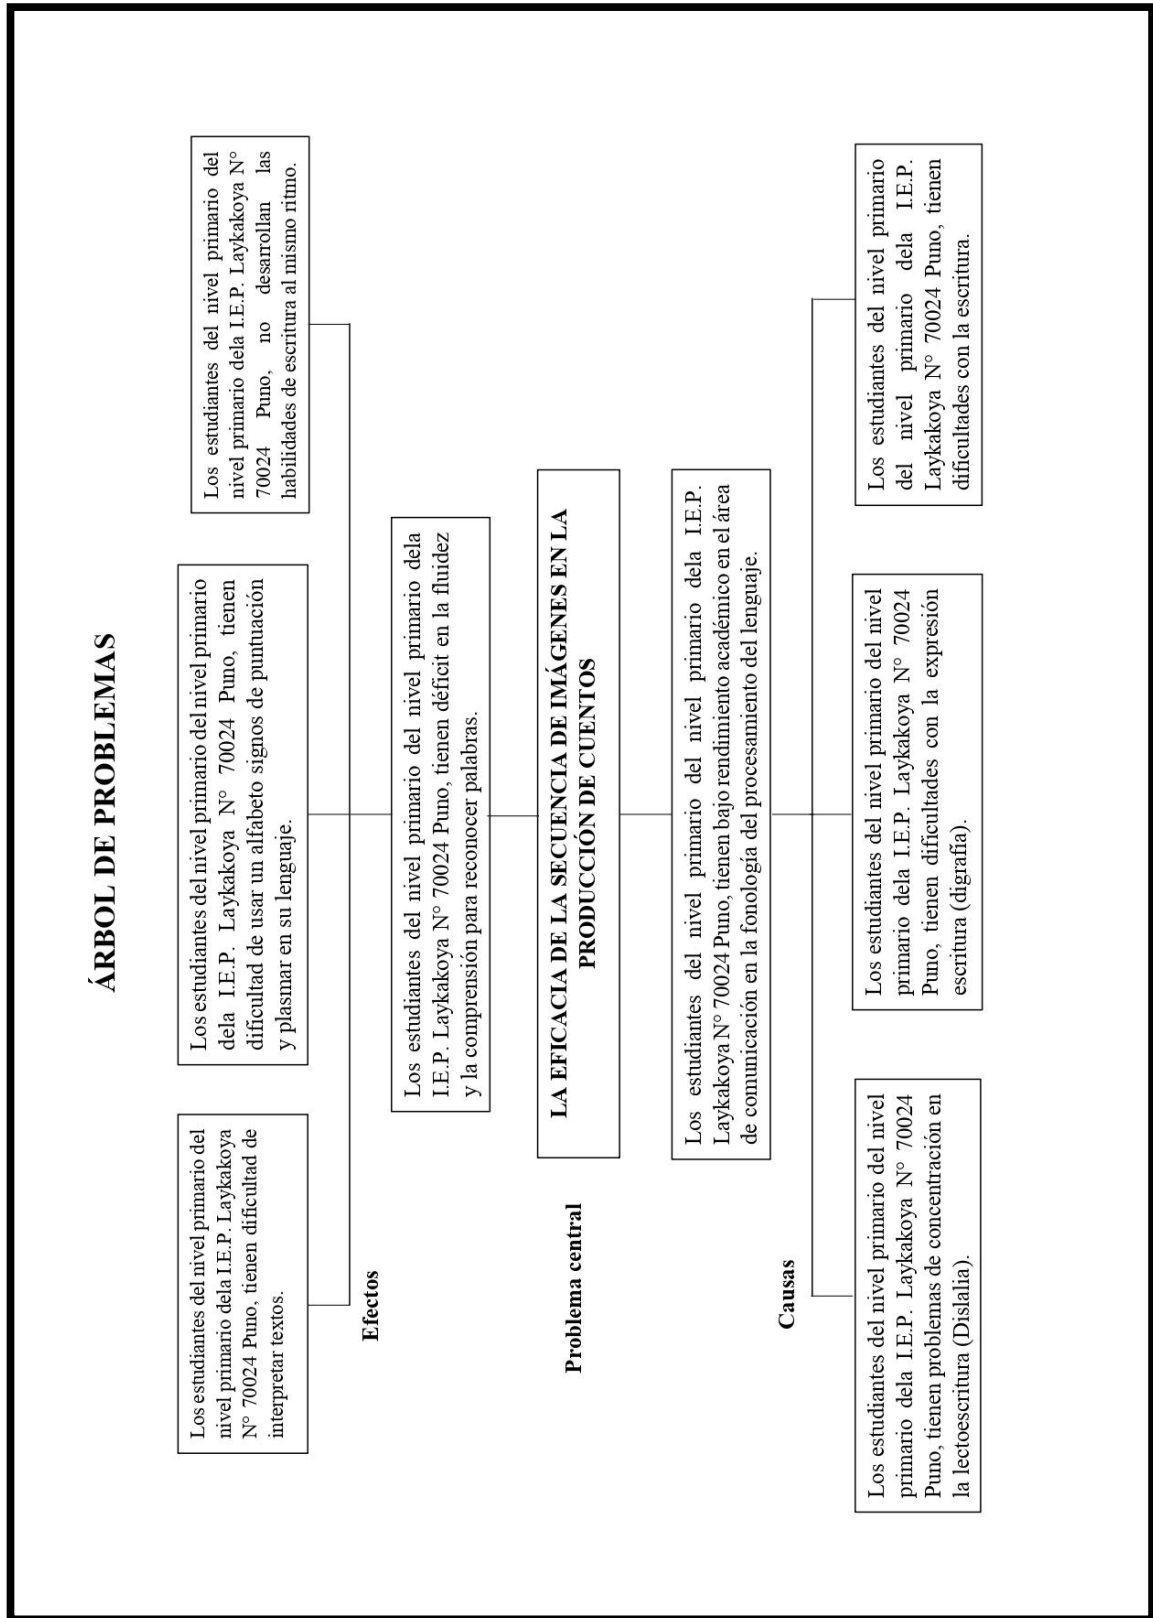 ÁRBOL DE PROBLEMAS
Los estudiantes del nivel primario del
nivel primario dela I.E.P. Laykakoya
N° 70024 Puno, tienen dificultad de
interpretar textos.
Los estudiantes del nivel primario del nivel primario
dela I.E.P. Laykakoya N° 70024 Puno, tienen
dificultad de usar un alfabeto signos de puntuación
y plasmar en su lenguaje.
Los estudiantes del nivel primario del
nivel primario dela I.E.P. Laykakoya N°
70024 Puno, no desarrollan las
habilidades de escritura al mismo ritmo.
Efectos
Los estudiantes del nivel primario del nivel primario dela
I.E.P. Laykakoya N° 70024 Puno, tienen déficit en la fluidez
y la comprensión para reconocer palabras.
Problema central
LA EFICACIA DE LA SECUENCIA DE IMÁGENES EN LA
PRODUCCIÓN DE CUENTOS
Los estudiantes del nivel primario del nivel primario dela I.E.P.
Laykakoya N° 70024 Puno, tienen bajo rendimiento académico en el área
de comunicación en la fonología del procesamiento del lenguaje.
Causas
Los estudiantes del nivel primario del nivel
primario dela I.E.P. Laykakoya N° 70024
Puno, tienen problemas de concentración en
la lectoescritura (Dislalia).
Los estudiantes del nivel primario del nivel
primario dela I.E.P. Laykakoya N° 70024
Puno, tienen dificultades con la expresión
escritura (digrafía).
Los estudiantes del nivel primario
del nivel primario dela I.E.P.
Laykakoya N° 70024 Puno, tienen
dificultades con la escritura.